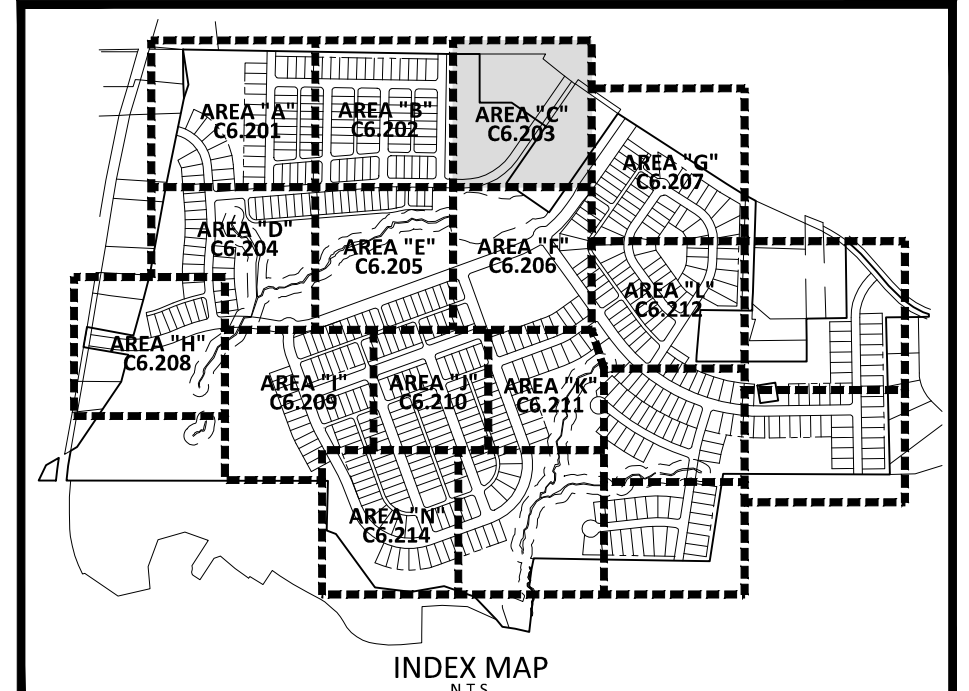 AREA "A"
C6.201
AREA "B"
C6.202
AREA "C"
C6.203
AREA "G"
C6.207
AREA "D"
C6.204
AREA "E"
C6.205
AREA "F"
C6.206
AREA "L"
C6.212
AREA "H"
C6.208
AREA "I"
C6.209
AREA "J"
C6.210
AREA "K"
C6.211
AREA "N"
C6.214
INDEX MAP
N.T.S.